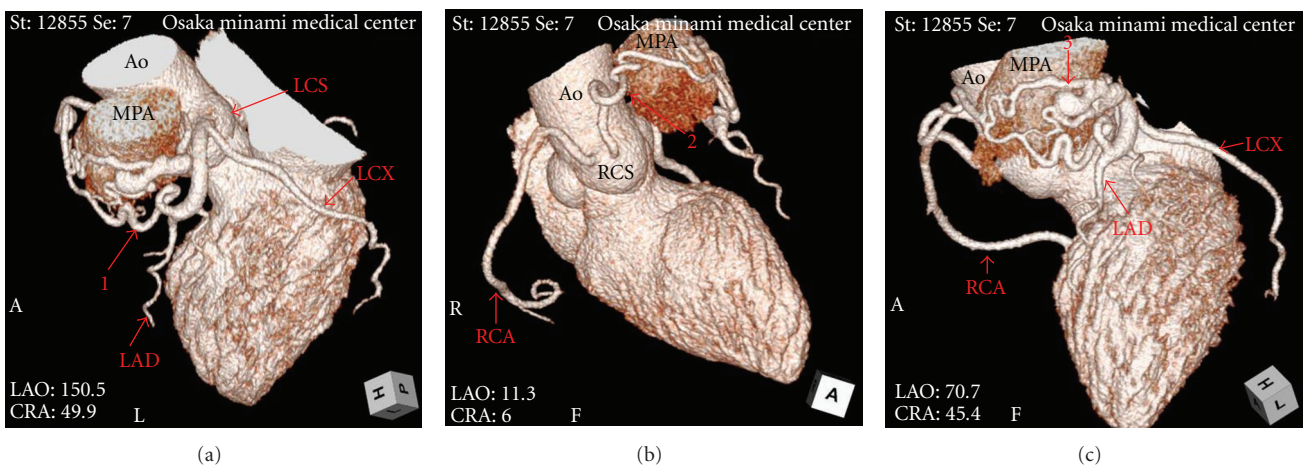 St: 12855 Se: 7 Osaka minami medical center
Ao
LCS
MPA
LCX
1
A
LAD
LAO: 150.5
CRA: 49.9 L
H
P
L
(a)
St: 12855 Se: 7 Osaka minami medical center
MPA
Ao
2
RCS
R
RCA
LAO: 11.3
CRA: 6 F
A
(b)
St: 12855 Se: 7 Osaka minami medical center
3
Ao
MPA
LCX
LAD
RCA
A
LAO: 70.7
CRA: 45.4 F
H
L
(c)